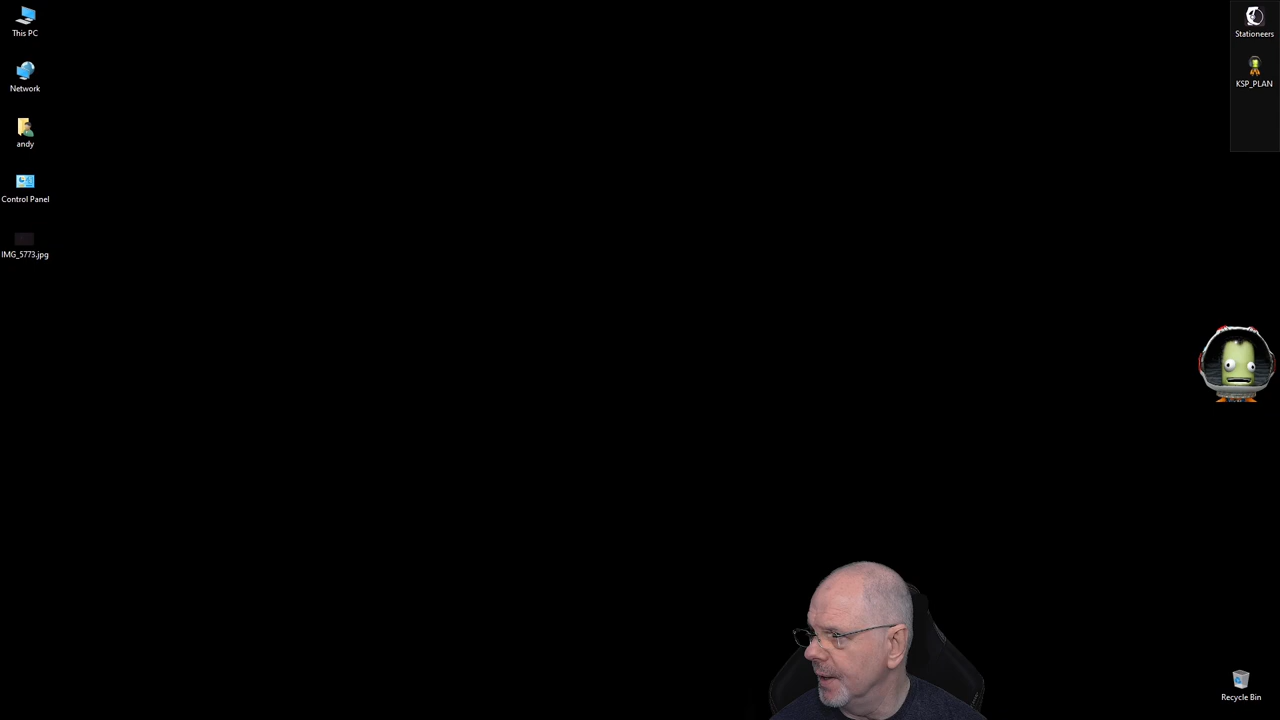 This PC
Network
andy
Control Panel
IMG_5773.jpg
Stationeers
KSP_PLAN
Recycle Bin